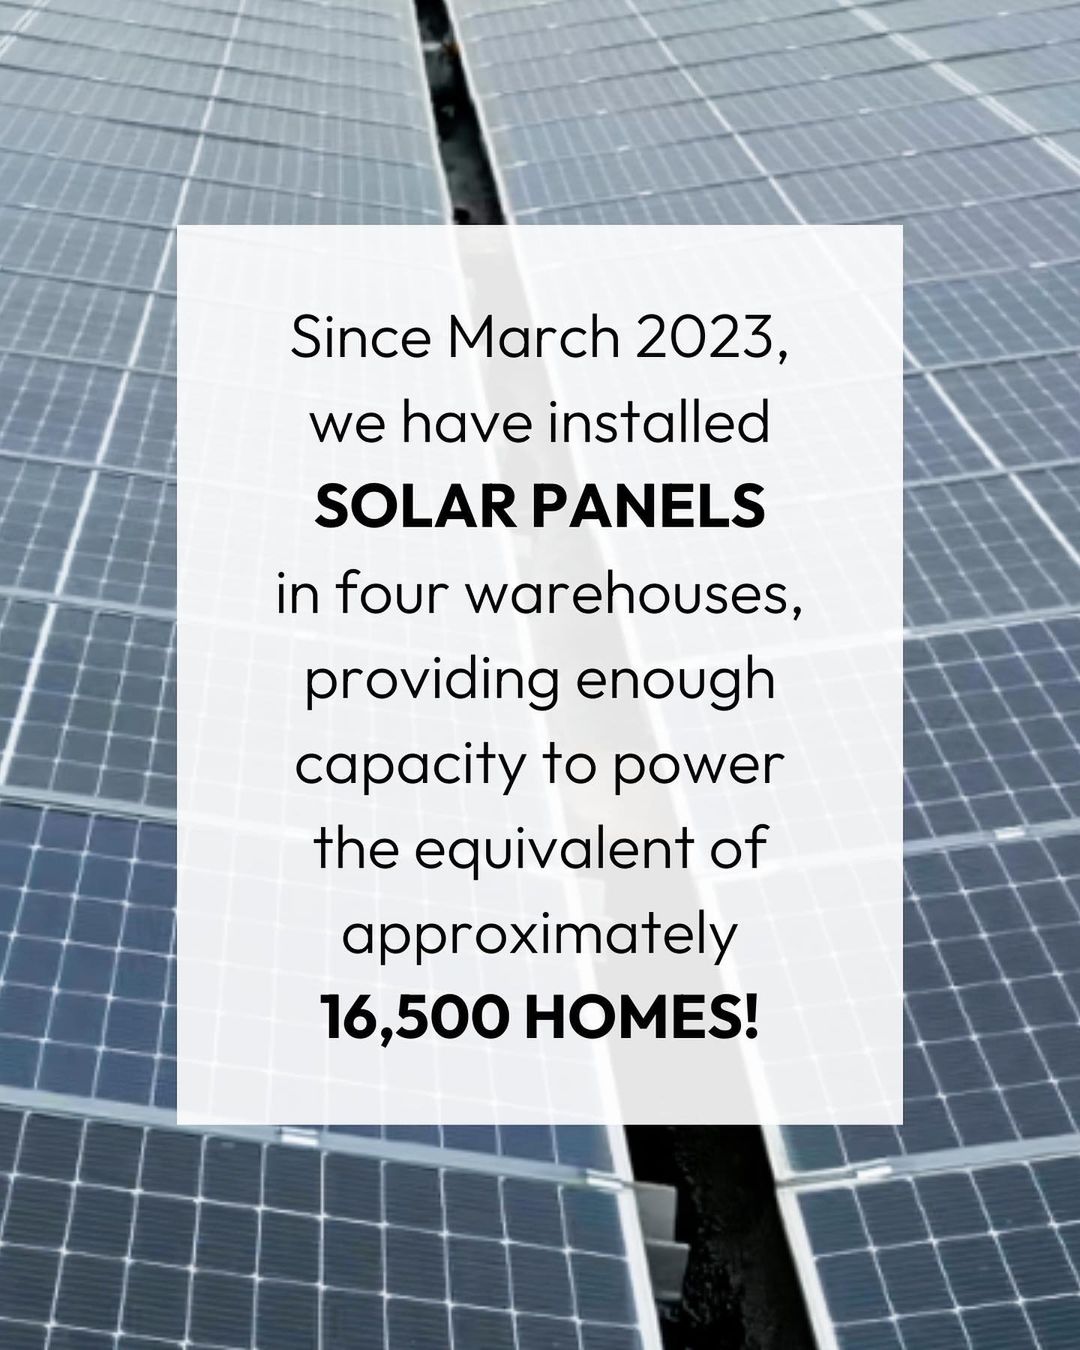 Since March 2023,
we have installed
SOLAR PANELS
in four warehouses,
providing enough
capacity to power
the equivalent of
approximately
16,500 HOMES!